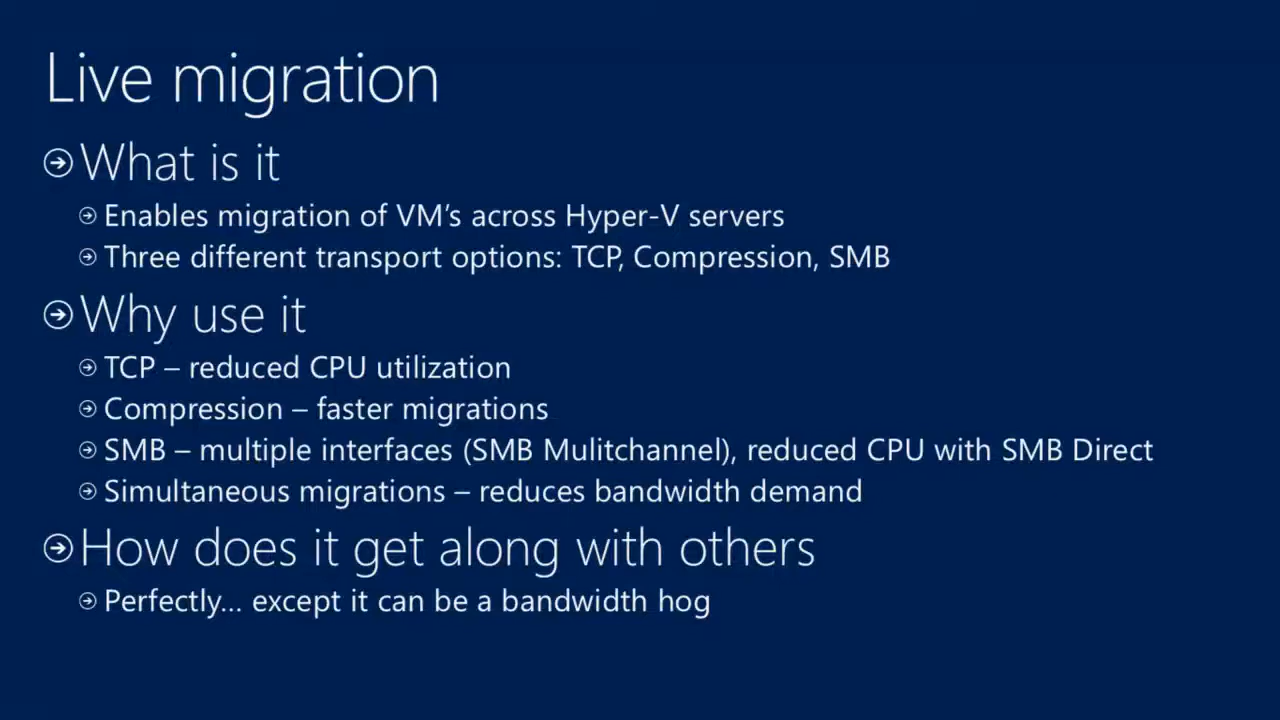 Live migration
What is it
Enables migration of VM's across Hyper-V servers
Three different transport options: TCP, Compression, SMB
Why use it
TCP – reduced CPU utilization
Compression – faster migrations
SMB – multiple interfaces (SMB Mulitchannel), reduced CPU with SMB Direct
Simultaneous migrations – reduces bandwidth demand
How does it get along with others
Perfectly... except it can be a bandwidth hog